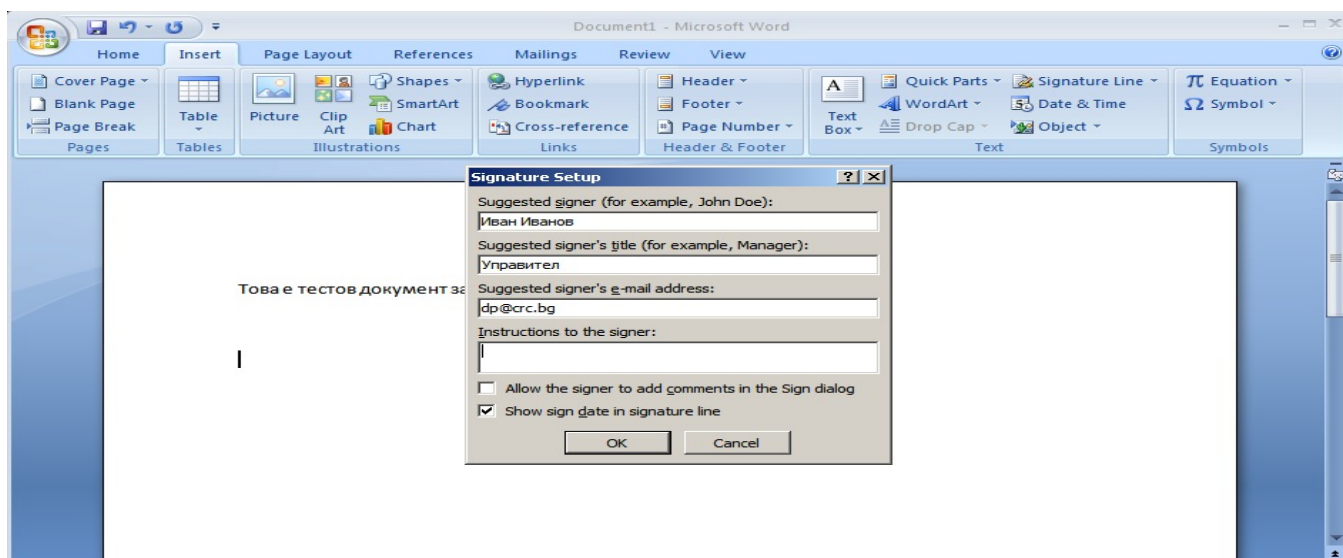 Document1 - Microsoft Word
Home Insert Page Layout References Mailings Review View
Cover Page
Blank Page
Page Break
Pages
Table
Tables
Picture
Clip
Art
Shapes
SmartArt
Chart
Illustrations
Hyperlink
Bookmark
Cross-reference
Links
Header
Footer
Page Number
Header & Footer
A
Text
Box
Quick Parts
WordArt
Drop Cap
Signature Line
Date & Time
Object
Text
π Equation
Ω Symbol
Symbols
Signature Setup
Suggested signer (for example, John Doe):
Иван Иванов
Suggested signer's title (for example, Manager):
Управител
Suggested signer's e-mail address:
dp@crc.bg
Instructions to the signer:
Allow the signer to add comments in the Sign dialog
Show sign date in signature line
OK Cancel
Това е тестов документ за